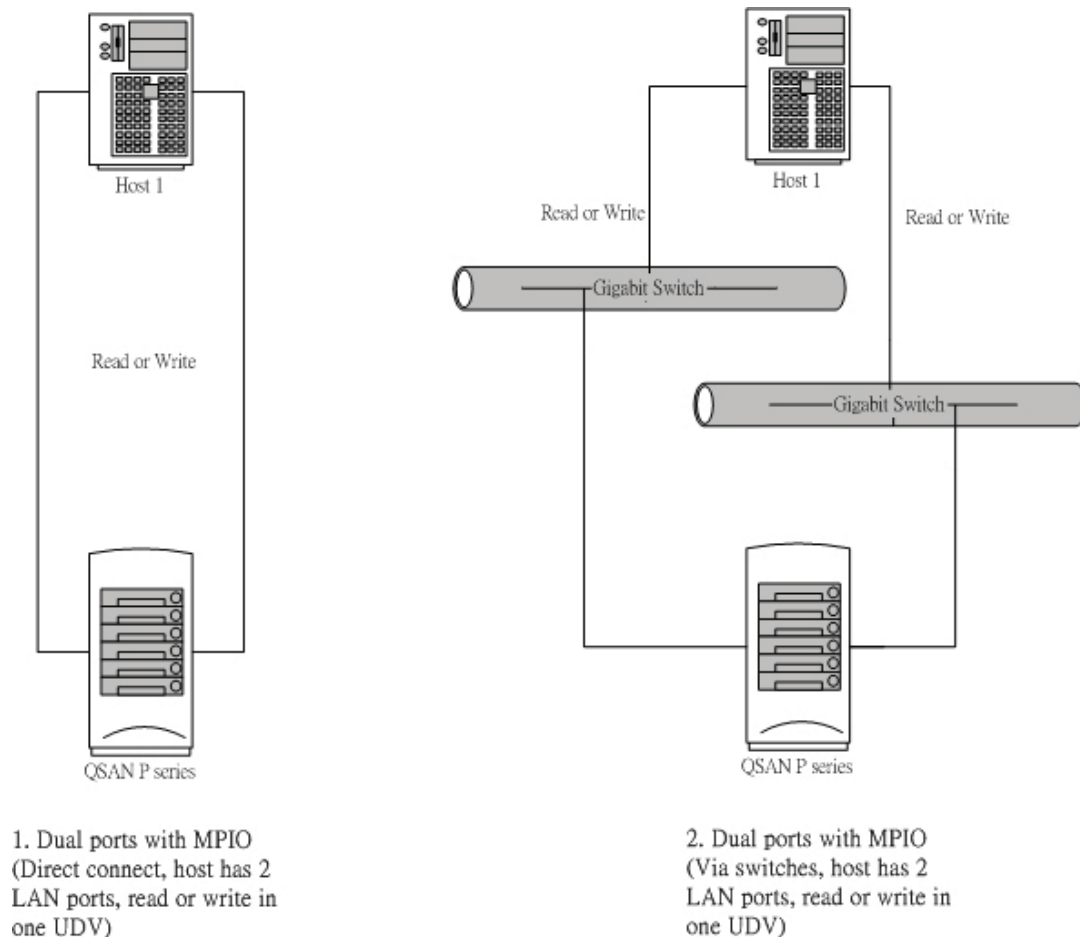 Host 1
Read or Write
QSAN P series
1. Dual ports with MPIO
(Direct connect, host has 2
LAN ports, read or write in
one UDV)
Host 1
Read or Write
Read or Write
Gigabit Switch
Gigabit Switch
QSAN P series
2. Dual ports with MPIO
(Via switches, host has 2
LAN ports, read or write in
one UDV)